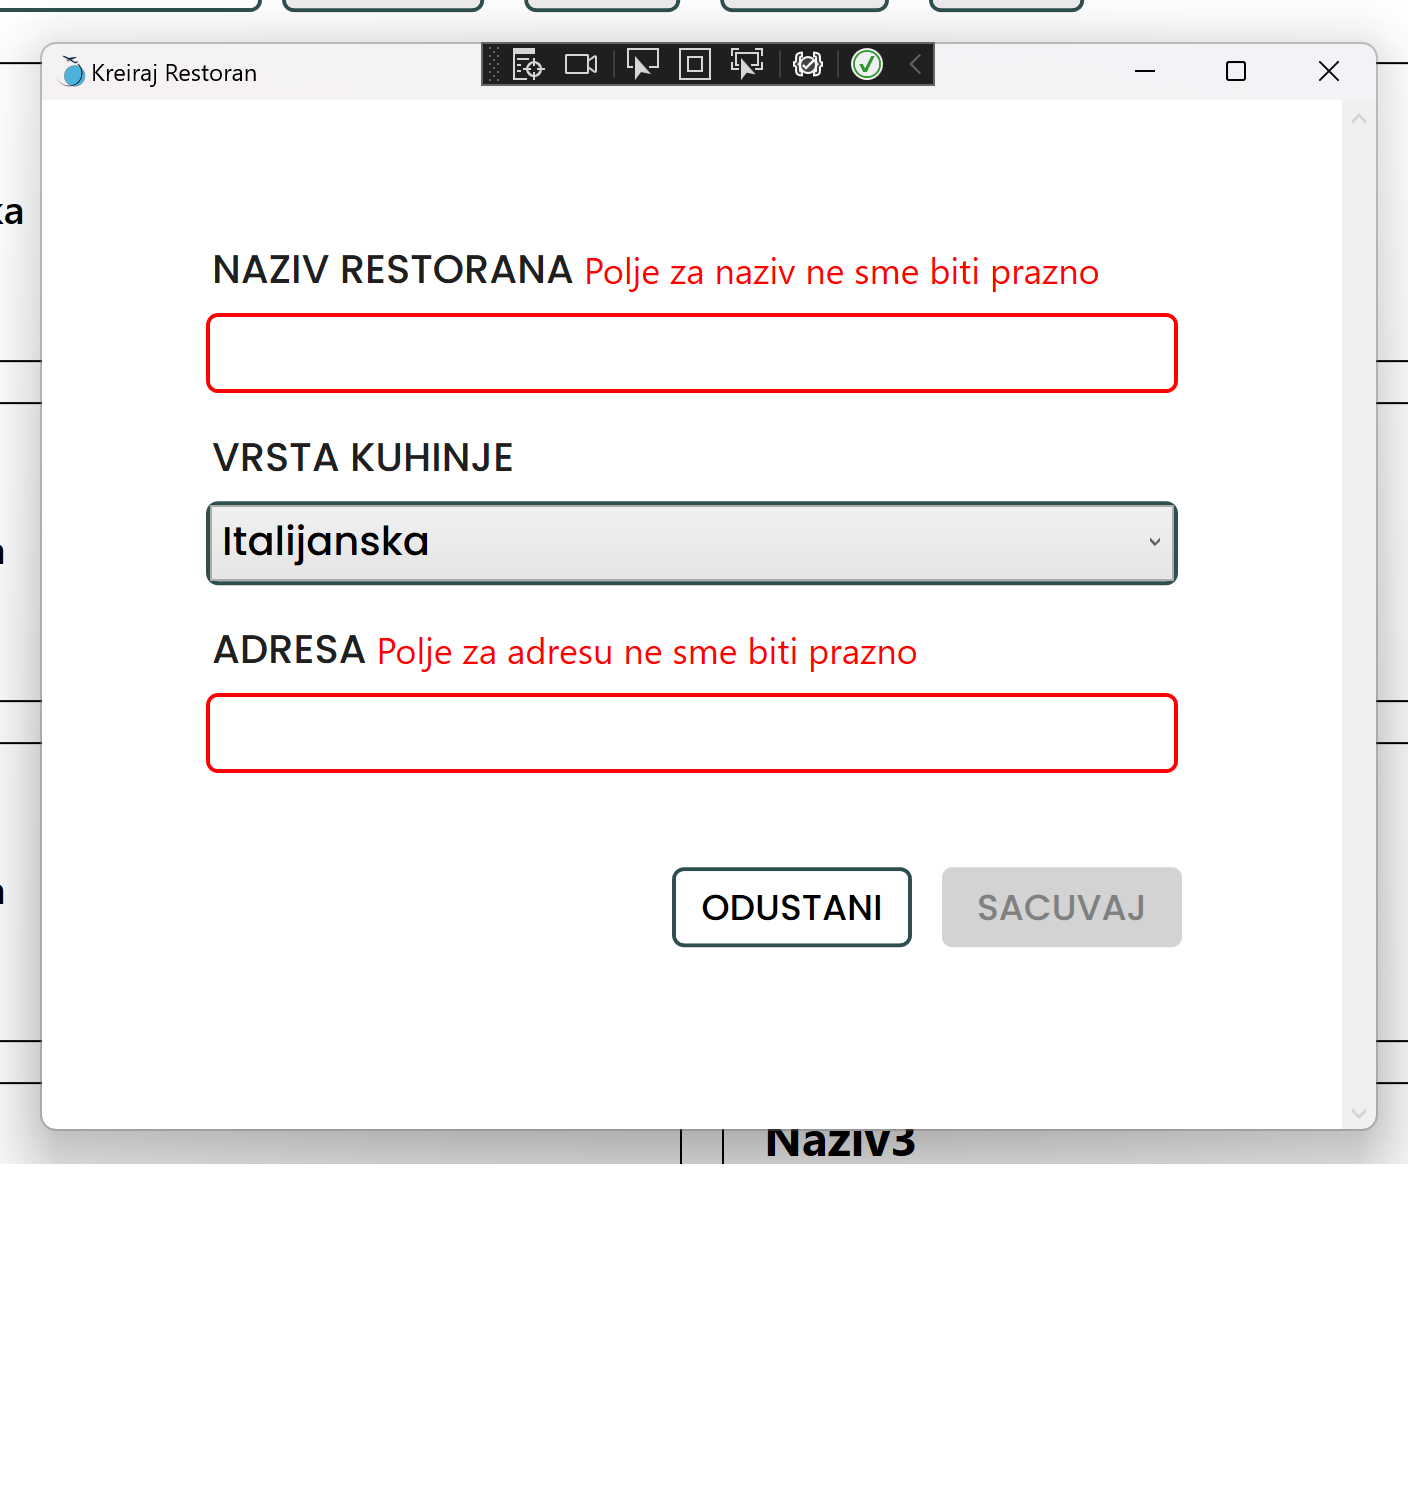 Kreiraj Restoran
ka
NAZIV RESTORANA Polje za naziv ne sme biti prazno
VRSTA KUHINJE
Italijanska
ADRESA Polje za adresu ne sme biti prazno
ODUSTANI SACUVAJ
Naziv3